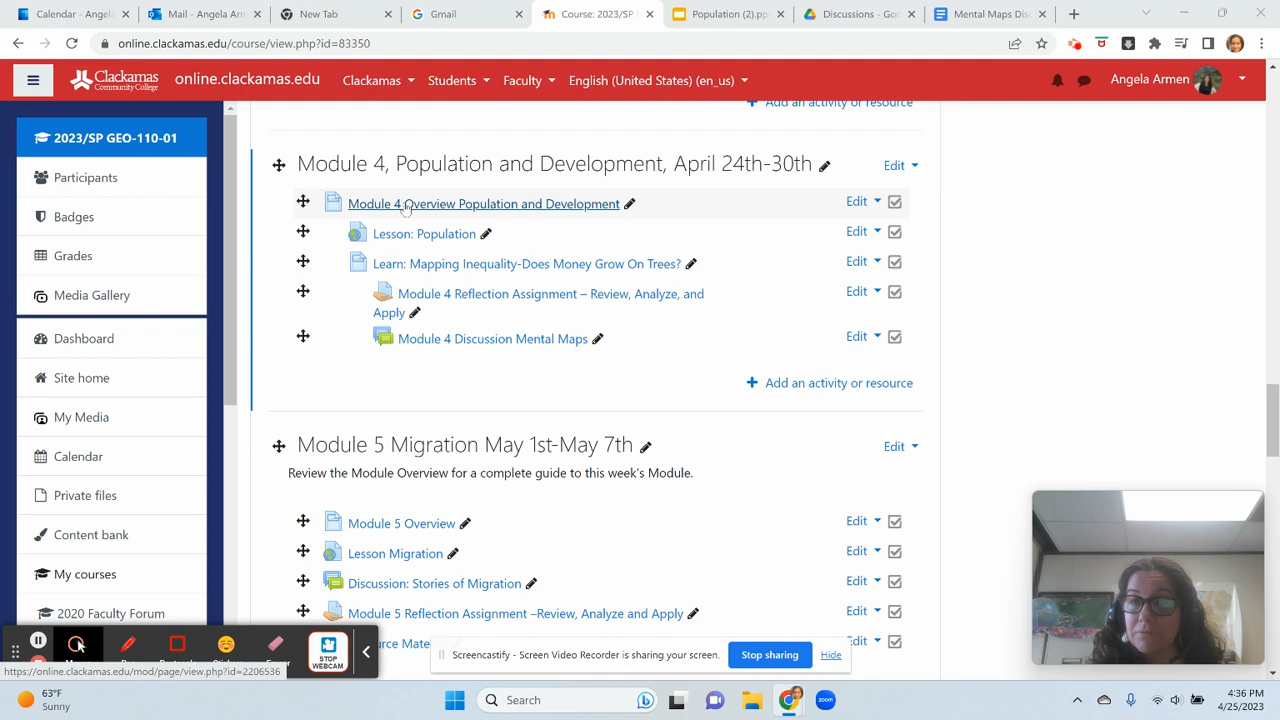 Calendar - Angela A
Mail - Angela Arm
New Tab
Gmail
Course: 2023/SP G
Population (2).pp
Discussions - Goo
Mental Maps Dis
online.clackamas.edu/course/view.php?id=83350
Clackamas
Community College
online.clackamas.edu
Clackamas
Students
Faculty
English (United States) (en_us)
Angela Armen
2023/SP GEO-110-01
Participants
Badges
Grades
Media Gallery
Dashboard
Site home
My Media
Calendar
Private files
Content bank
My courses
2020 Faculty Forum
Add an activity or resource
Module 4, Population and Development, April 24th-30th
Edit
Module 4 Overview Population and Development
Edit
Lesson: Population
Edit
Learn: Mapping Inequality-Does Money Grow On Trees?
Edit
Module 4 Reflection Assignment – Review, Analyze, and
Apply
Edit
Module 4 Discussion Mental Maps
Edit
Add an activity or resource
Module 5 Migration May 1st-May 7th
Edit
Review the Module Overview for a complete guide to this week's Module.
Module 5 Overview
Edit
Lesson Migration
Edit
Discussion: Stories of Migration
Edit
Module 5 Reflection Assignment –Review, Analyze and Apply
Edit
Edit
STOP
WEBCAM
Screencastify - Screen Video Recorder is sharing your screen.
Stop sharing
Hide
https://online.clackamas.edu/mod/page/view.php?id=2206536
63°F
Sunny
Search
zoom
4:36 PM
4/25/2023